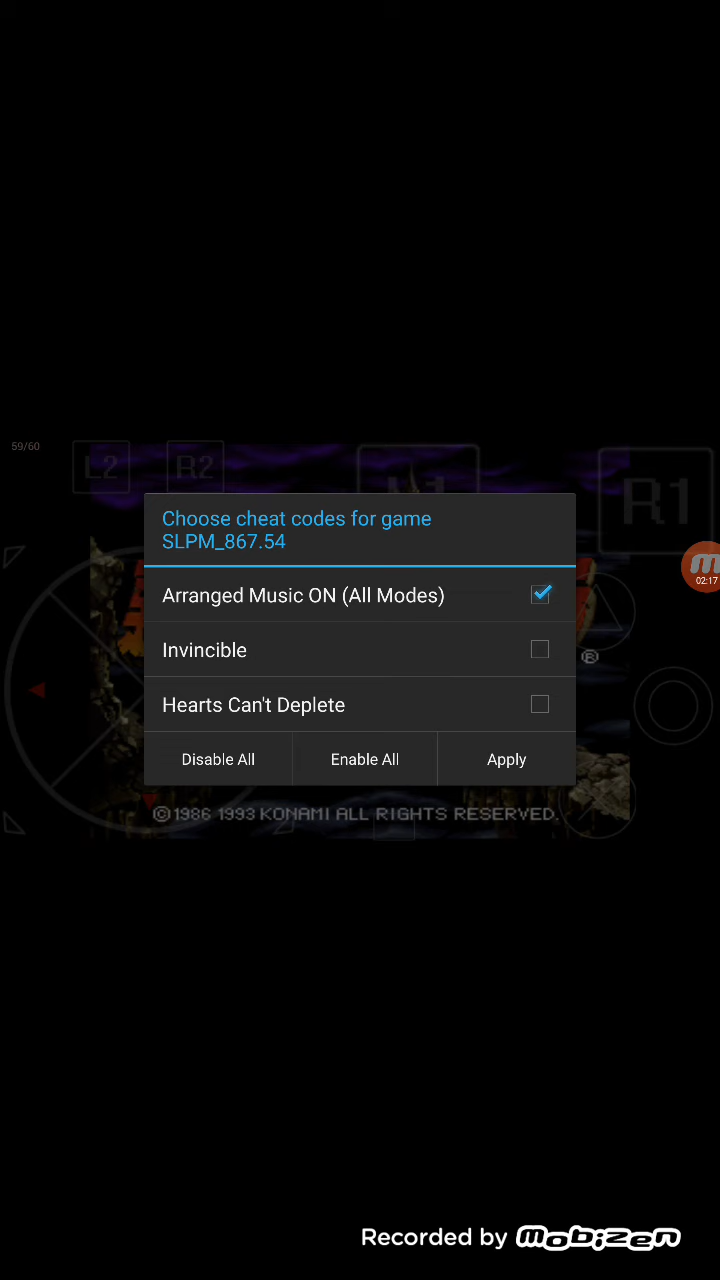 59/60
L2
R2
L1
R1
Choose cheat codes for game
SLPM_867.54
Arranged Music ON (All Modes)
02:17
Invincible
®
Hearts Can't Deplete
Disable All
Enable All
Apply
©1986 1993 KONAMI ALL RIGHTS RESERVED.
Recorded by mobizen